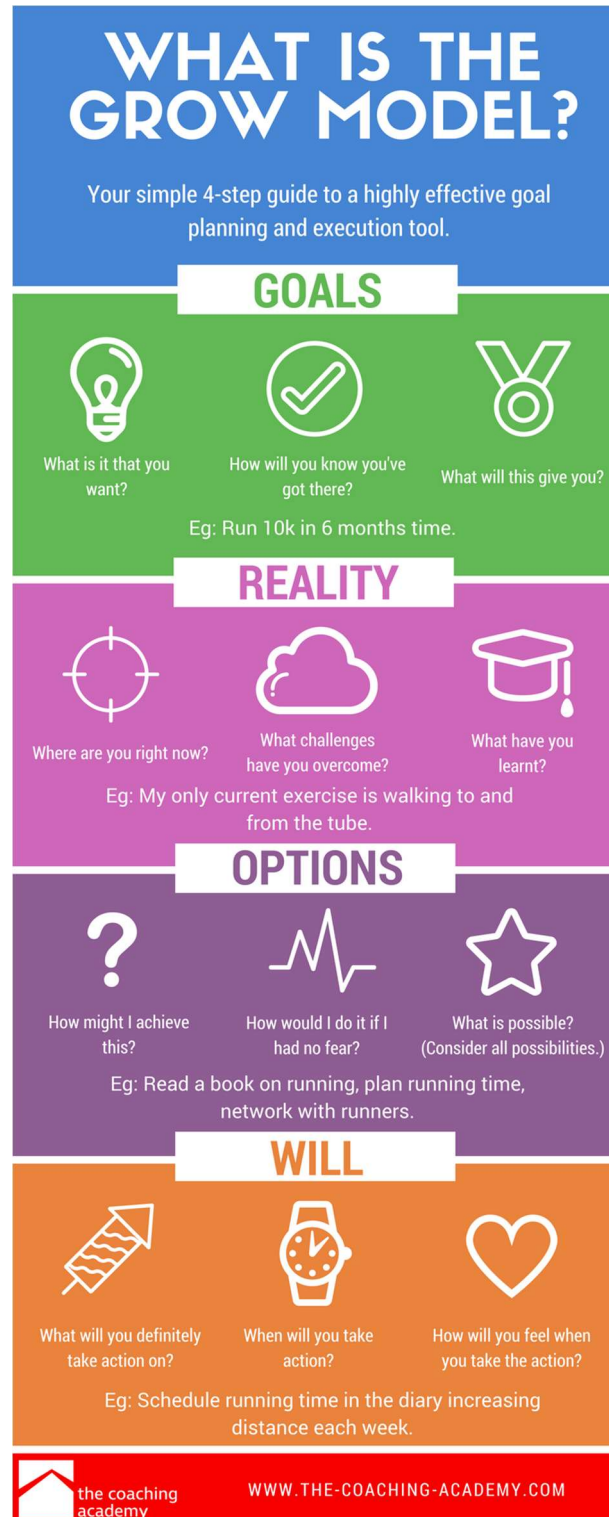 WHAT IS THE
GROW MODEL?
Your simple 4-step guide to a highly effective goal
planning and execution tool.
GOALS
What is it that you
want?
How will you know you've
got there?
What will this give you?
Eg: Run 10k in 6 months time.
REALITY
Where are you right now?
What challenges
have you overcome?
What have you
learnt?
Eg: My only current exercise is walking to and
from the tube.
OPTIONS
How might I achieve
this?
How would I do it if I
had no fear?
What is possible?
(Consider all possibilities.)
Eg: Read a book on running, plan running time,
network with runners.
WILL
What will you definitely
take action on?
When will you take
action?
How will you feel when
you take the action?
Eg: Schedule running time in the diary increasing
distance each week.
the coaching
academy
WWW.THE-COACHING-ACADEMY.COM